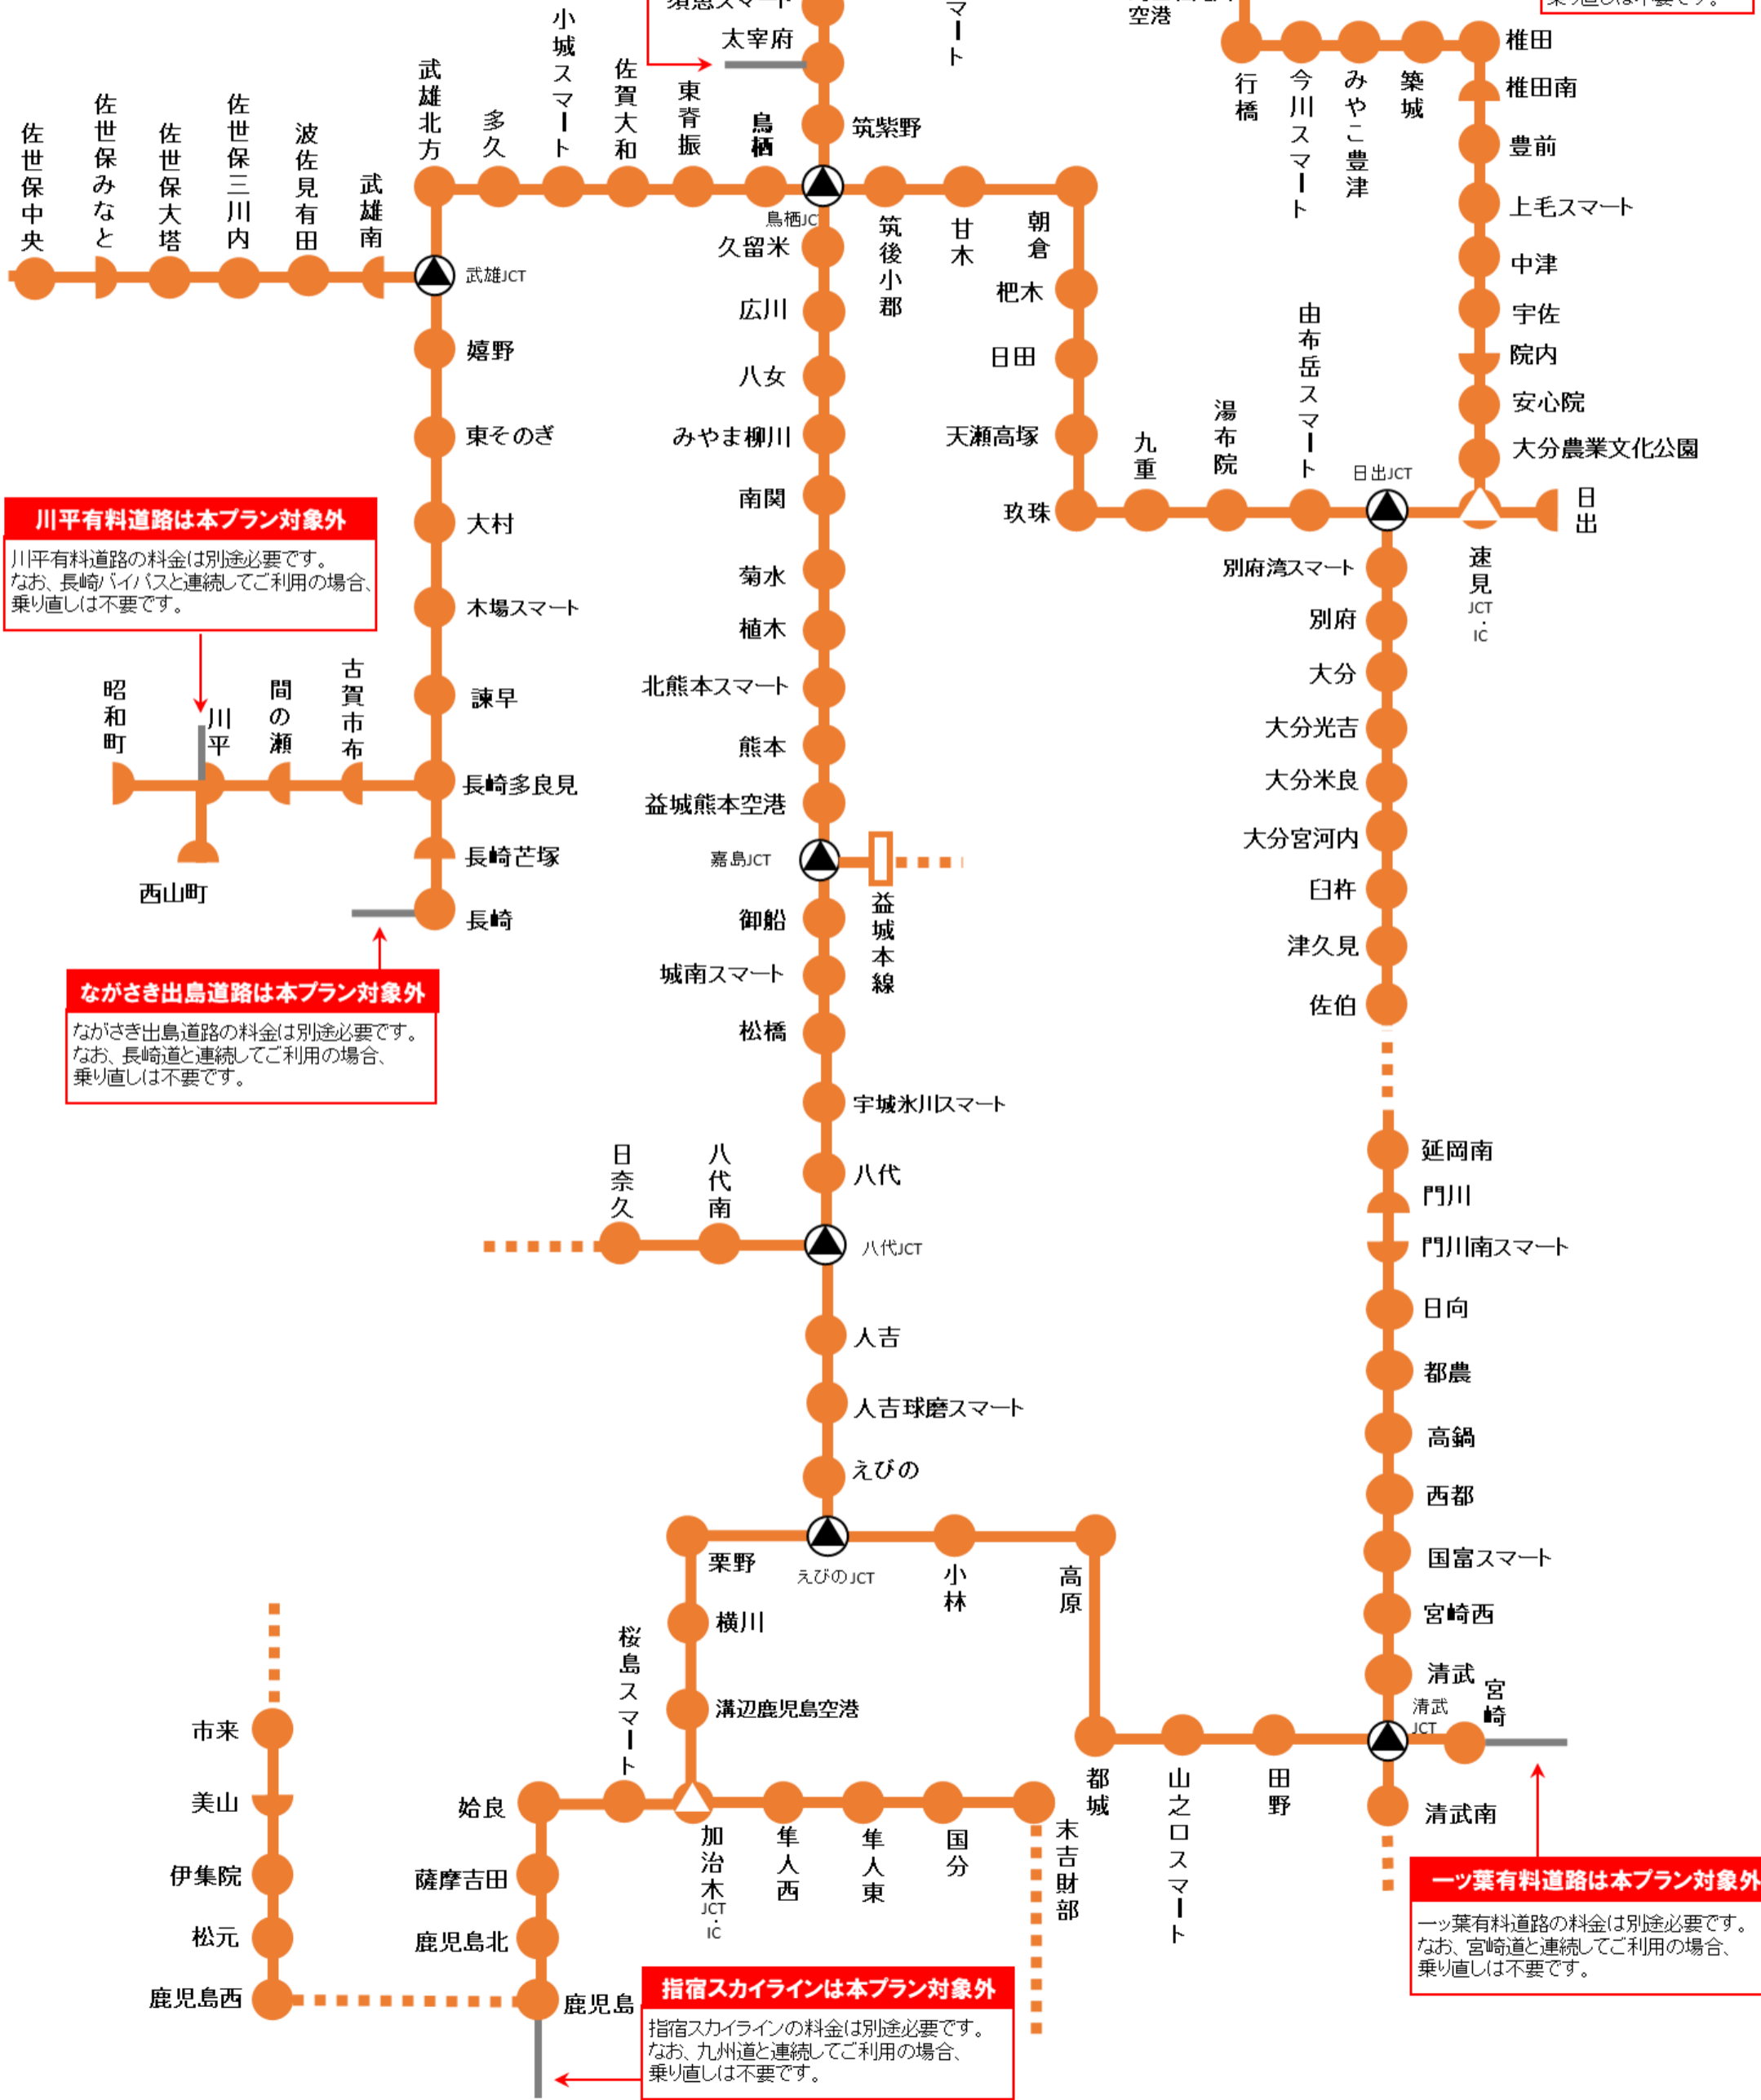 太宰府
筑紫野
空港
小城スマート
佐賀大和
東脊振
鳥栖
武雄北方
多久
佐世保中央
佐世保みなと
佐世保大塔
佐世保三川内
波佐見有田
武雄南
武雄JCT
嬉野
東そのぎ
大村
木場スマート
諫早
長崎多良見
長崎芒塚
長崎
古賀市布
間の瀬
川平
昭和町
西山町
川平有料道路は本プラン対象外
川平有料道路の料金は別途必要です。
なお、長崎バイパスと連続してご利用の場合、
乗り直しは不要です。
ながさき出島道路は本プラン対象外
ながさき出島道路の料金は別途必要です。
なお、長崎道と連続してご利用の場合、
乗り直しは不要です。
鳥栖JCT
久留米
広川
八女
みやま柳川
南関
菊水
植木
北熊本スマート
熊本
益城熊本空港
嘉島JCT
益城本線
御船
城南スマート
松橋
宇城氷川スマート
八代
八代JCT
八代南
日奈久
人吉
人吉球磨スマート
えびの
えびのJCT
栗野
横川
溝辺鹿児島空港
加治木
JCT
・
IC
桜島スマート
姶良
薩摩吉田
鹿児島北
鹿児島
鹿児島西
松元
伊集院
美山
市来
隼人西
隼人東
国分
末吉財部
指宿スカイラインは本プラン対象外
指宿スカイラインの料金は別途必要です。
なお、九州道と連続してご利用の場合、
乗り直しは不要です。
小林
高原
都城
山之口スマート
田野
清武
JCT
宮崎
清武南
清武
宮崎西
国富スマート
西都
高鍋
都農
日向
門川南スマート
門川
延岡南
一ッ葉有料道路は本プラン対象外
一ッ葉有料道路の料金は別途必要です。
なお、宮崎道と連続してご利用の場合、
乗り直しは不要です。
筑後小郡
甘木
朝倉
杷木
日田
天瀬高塚
玖珠
九重
湯布院
由布岳スマート
日出JCT
速見
JCT
・
IC
日出
別府湾スマート
別府
大分
大分光吉
大分米良
大分宮河内
臼杵
津久見
佐伯
行橋
今川スマート
みやこ豊津
築城
椎田
椎田南
豊前
上毛スマート
中津
宇佐
院内
安心院
大分農業文化公園